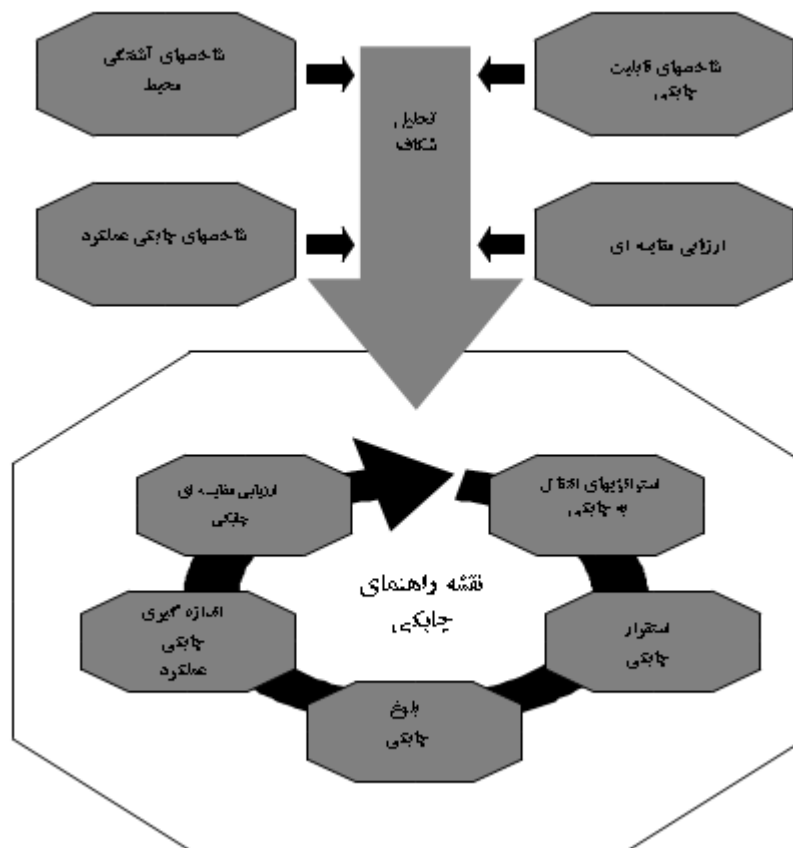 شاخصهای قابلیت
چابکی
شاخصهای آشفتگی
محیط
تحلیل
شکاف
ارزیابی مقایسه ای
شاخصهای چابکی عملکرد
استراتژیهای انتقال
به چابکی
ارزیابی مقایسه ای
چابکی
نقشه راهنمای
چابکی
استقرار
چابکی
اندازه گیری
چابکی
عملکرد
بلوغ
چابکی